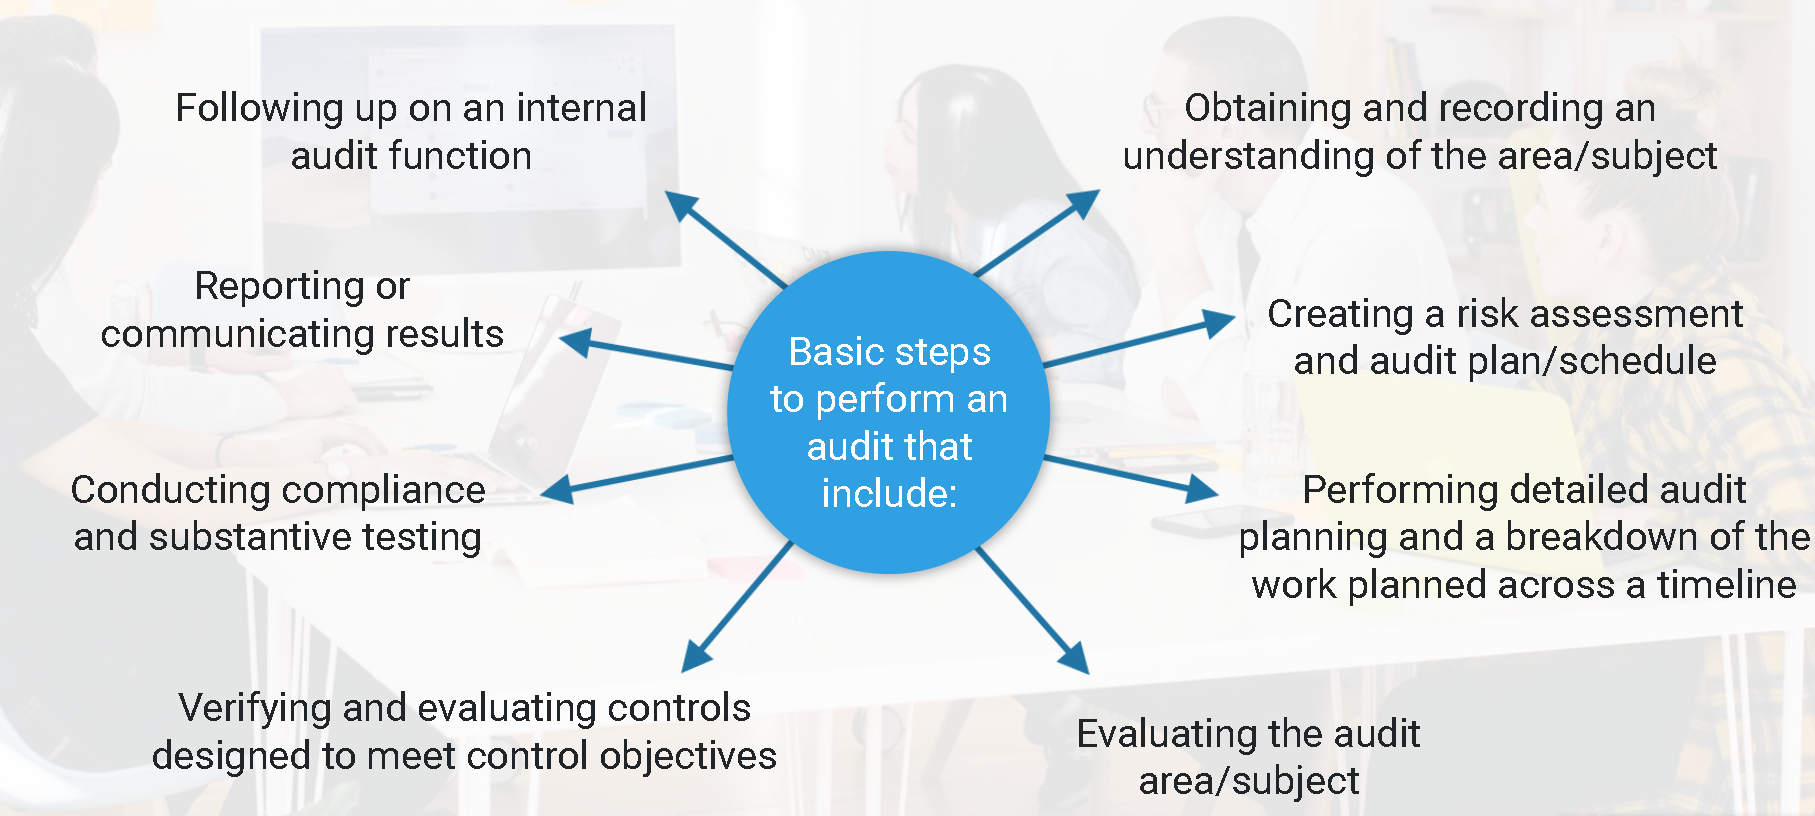 Following up on an internal
audit function
Obtaining and recording an
understanding of the area/subject
Reporting or
communicating results
Creating a risk assessment
and audit plan/schedule
Basic steps
to perform an
audit that
include:
Conducting compliance
and substantive testing
Performing detailed audit
planning and a breakdown of the
work planned across a timeline
Verifying and evaluating controls
designed to meet control objectives
Evaluating the audit
area/subject